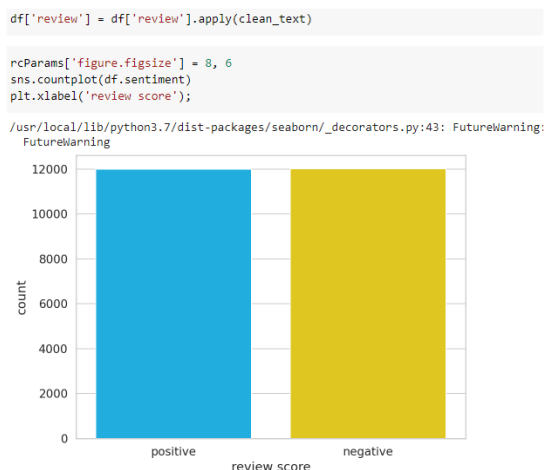 df['review'] = df['review'].apply(clean_text)
rcParams['figure.figsize'] = 8, 6
sns.countplot(df.sentiment)
plt.xlabel('review score');
/usr/local/lib/python3.7/dist-packages/seaborn/_decorators.py:43: FutureWarning:
FutureWarning
12000
10000
8000
6000
4000
2000
0
count
positive negative
review score